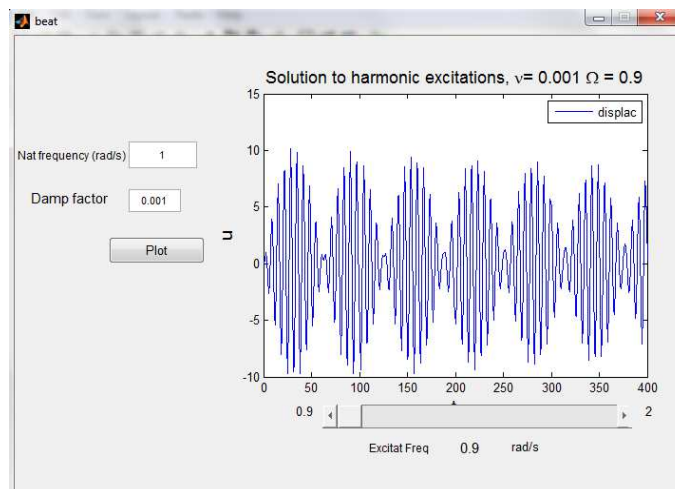 beat
Solution to harmonic excitations, ν= 0.001 Ω = 0.9
Nat frequency (rad/s) 1
Damp factor 0.001
Plot
u
displac
15
10
5
0
-5
-10
0 50 100 150 200 250 300 350 400
0.9 2
Excitat Freq 0.9 rad/s